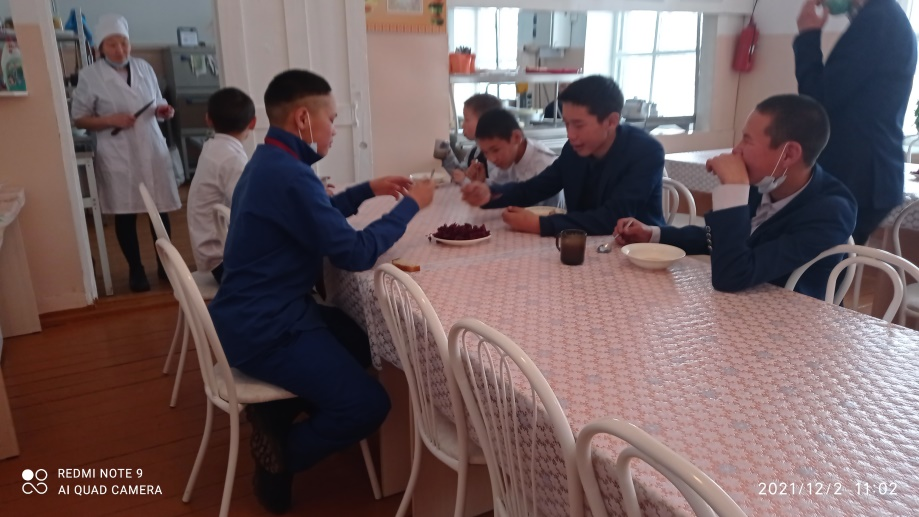 REDMI NOTE 9
AI QUAD CAMERA
2021/12/2 11:02